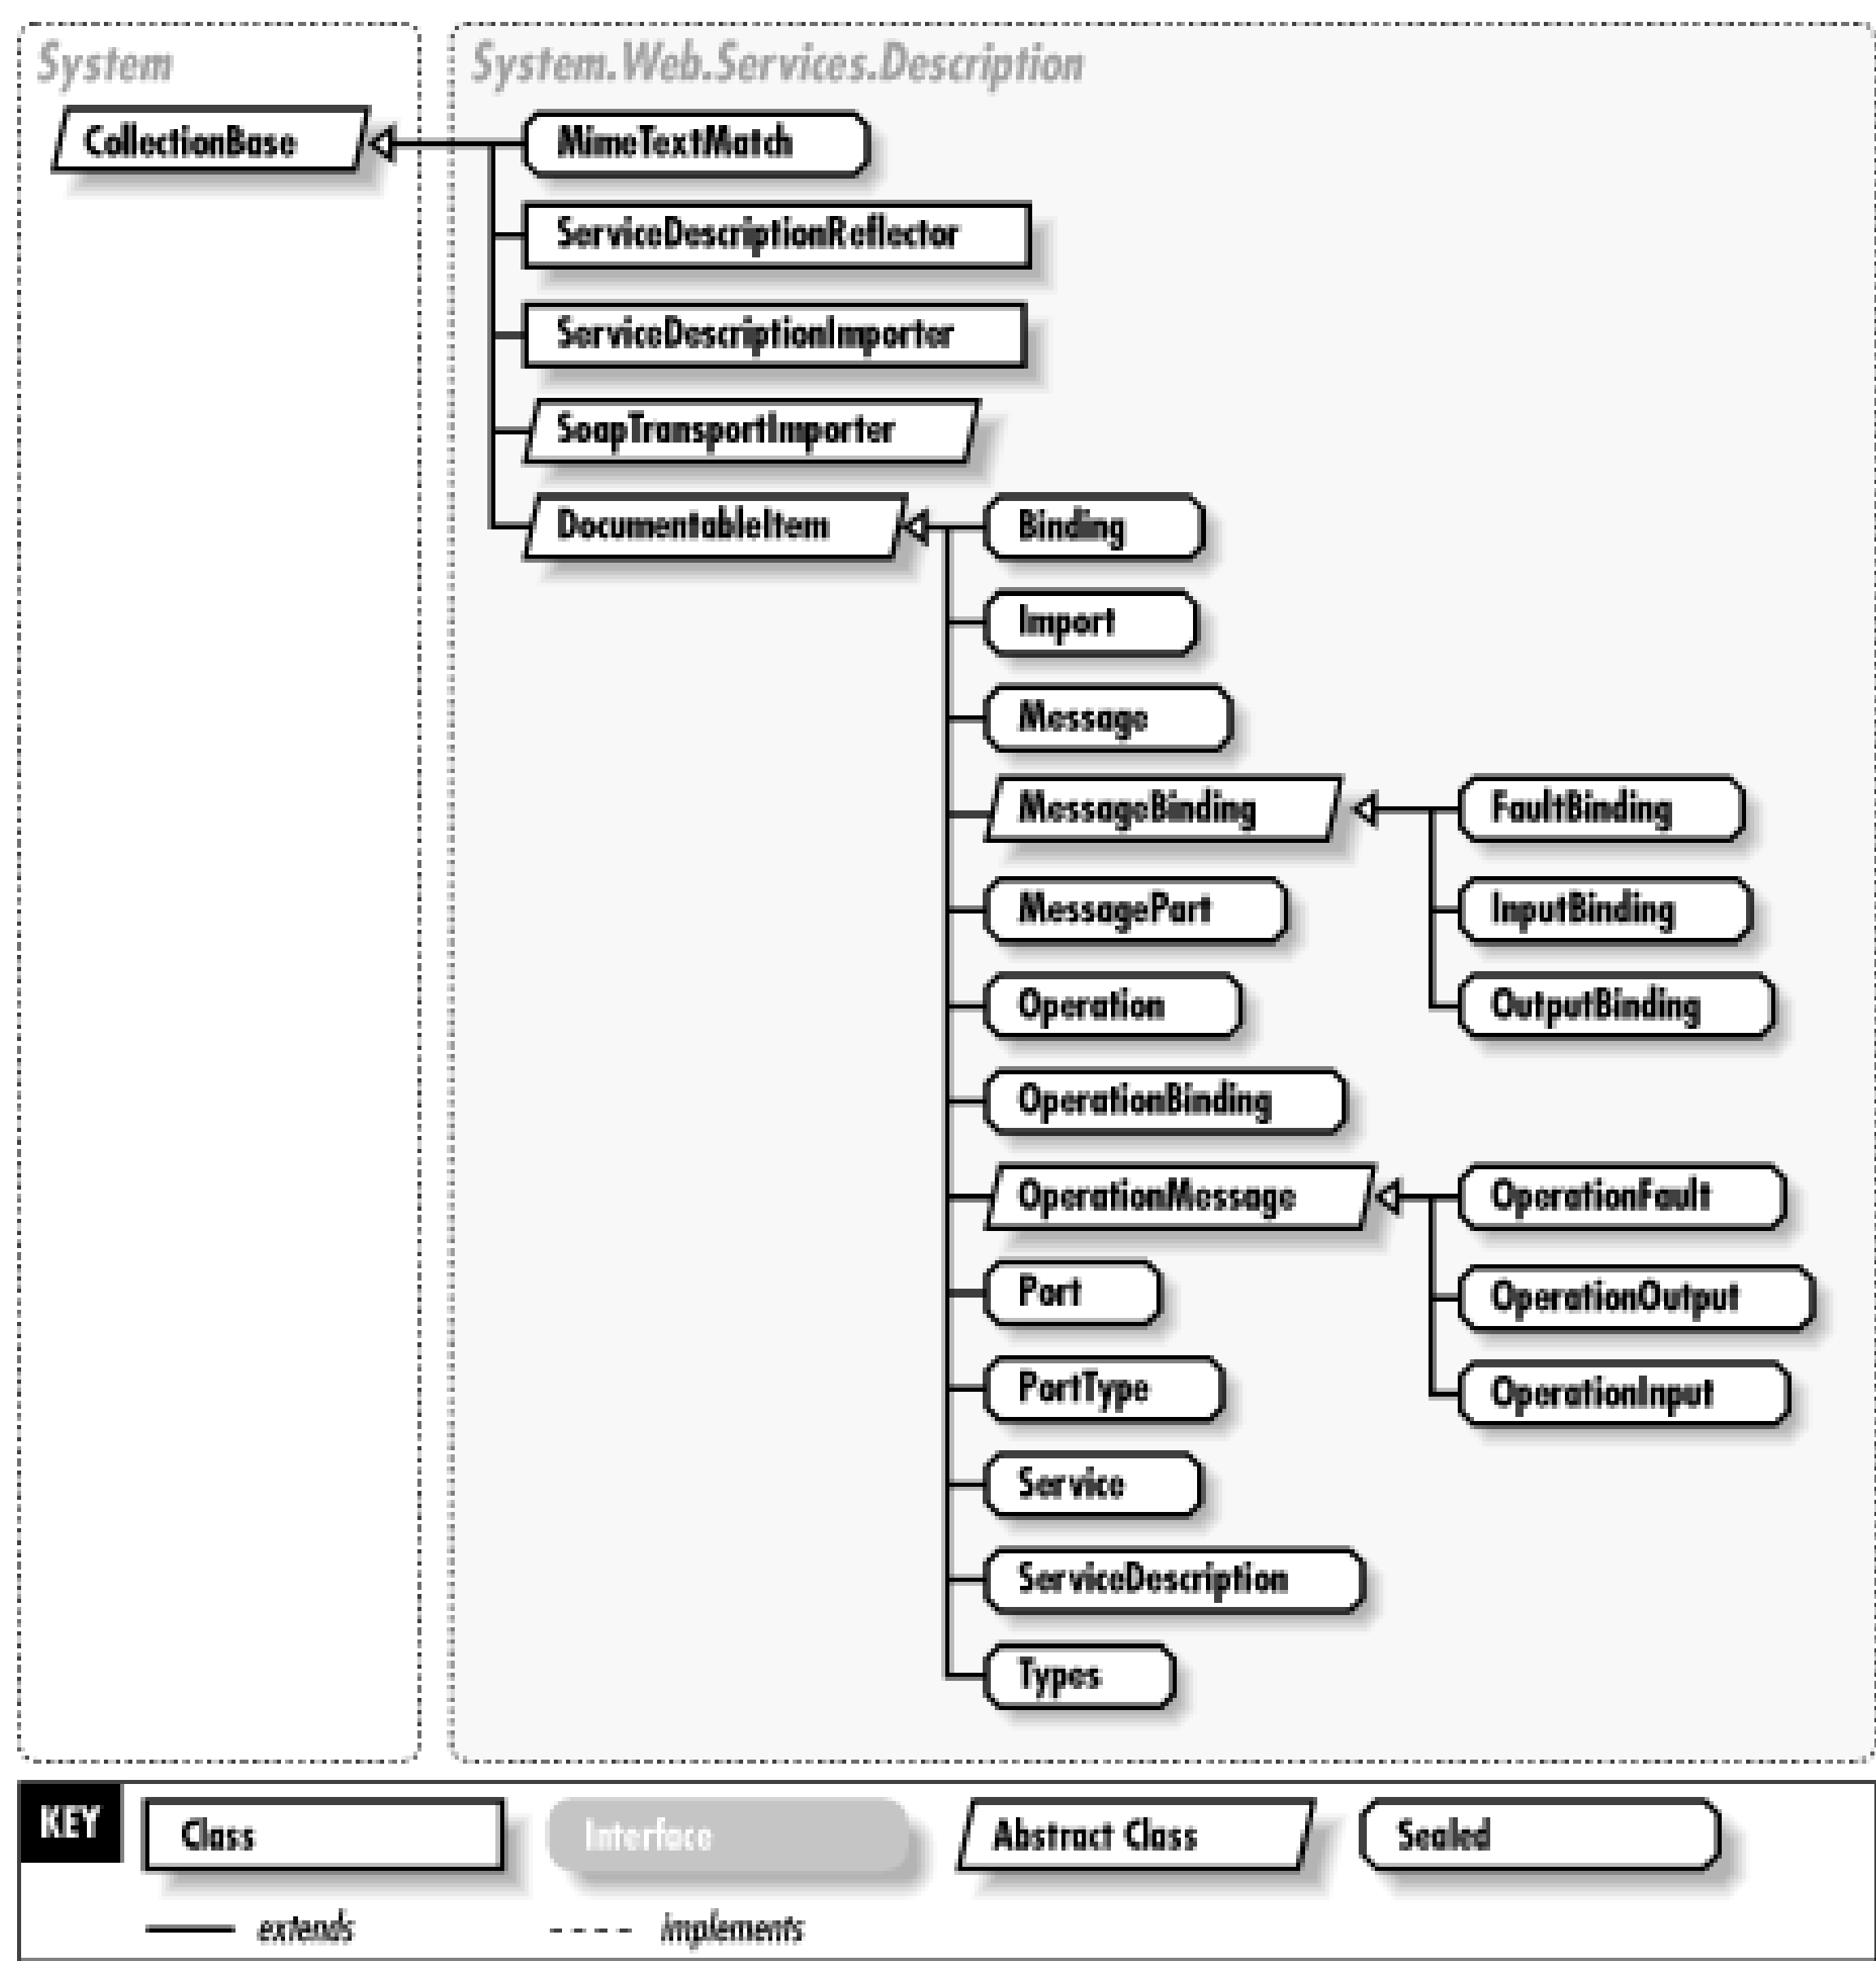 System
System.Web.Services.Description
CollectionBase
MimeTextMatch
ServiceDescriptionReflector
ServiceDescriptionImporter
SoapTransportImporter
DocumentableItem
Binding
Import
Message
MessageBinding
FaultBinding
MessagePart
InputBinding
Operation
OutputBinding
OperationBinding
OperationMessage
OperationFault
Port
OperationOutput
PortType
OperationInput
Service
ServiceDescription
Types
KEY
Class
Interface
Abstract Class
Sealed
extends
implements